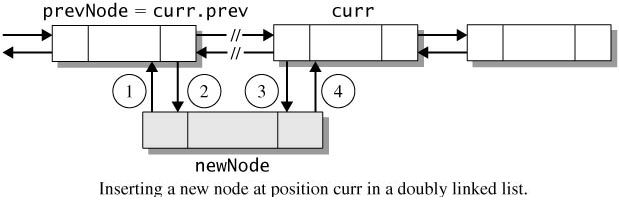 prevNode = curr.prev
curr
//
//
1
2
3
4
newNode
Inserting a new node at position curr in a doubly linked list.